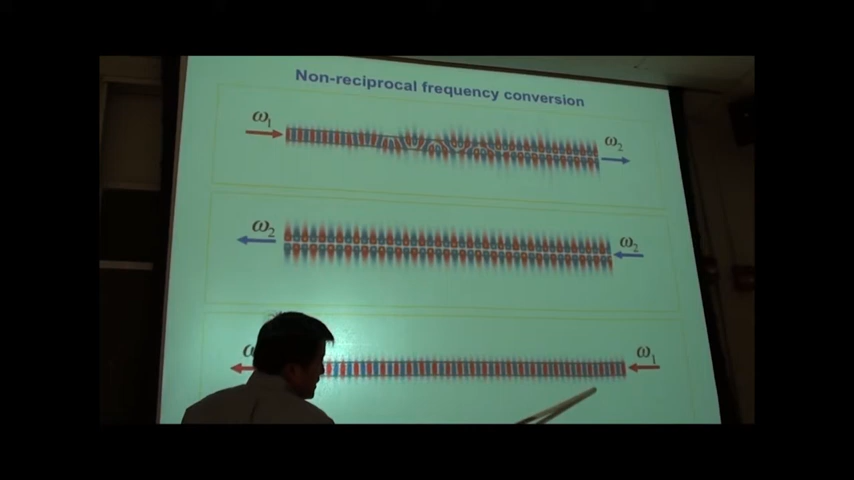 Non-reciprocal frequency conversion
ω₁
ω₂
ω₂
ω₂
ω₁